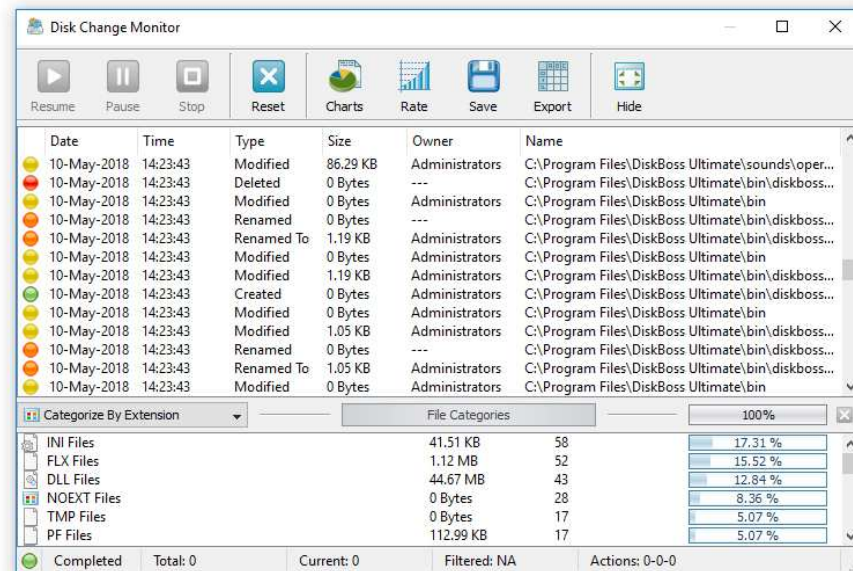 Disk Change Monitor
Resume Pause Stop Reset Charts Rate Save Export Hide
Date Time Type Size Owner Name
10-May-2018 14:23:43 Modified 86.29 KB Administrators C:\Program Files\DiskBoss Ultimate\sounds\oper...
10-May-2018 14:23:43 Deleted 0 Bytes --- C:\Program Files\DiskBoss Ultimate\bin\diskboss...
10-May-2018 14:23:43 Modified 0 Bytes Administrators C:\Program Files\DiskBoss Ultimate\bin
10-May-2018 14:23:43 Renamed 0 Bytes --- C:\Program Files\DiskBoss Ultimate\bin\diskboss...
10-May-2018 14:23:43 Renamed To 1.19 KB Administrators C:\Program Files\DiskBoss Ultimate\bin\diskboss...
10-May-2018 14:23:43 Modified 0 Bytes Administrators C:\Program Files\DiskBoss Ultimate\bin
10-May-2018 14:23:43 Modified 1.19 KB Administrators C:\Program Files\DiskBoss Ultimate\bin\diskboss...
10-May-2018 14:23:43 Created 0 Bytes Administrators C:\Program Files\DiskBoss Ultimate\bin\diskboss...
10-May-2018 14:23:43 Modified 0 Bytes Administrators C:\Program Files\DiskBoss Ultimate\bin
10-May-2018 14:23:43 Modified 1.05 KB Administrators C:\Program Files\DiskBoss Ultimate\bin\diskboss...
10-May-2018 14:23:43 Renamed 0 Bytes --- C:\Program Files\DiskBoss Ultimate\bin\diskboss...
10-May-2018 14:23:43 Renamed To 1.05 KB Administrators C:\Program Files\DiskBoss Ultimate\bin\diskboss...
10-May-2018 14:23:43 Modified 0 Bytes Administrators C:\Program Files\DiskBoss Ultimate\bin
Categorize By Extension File Categories 100%
INI Files 41.51 KB 58 17.31 %
FLX Files 1.12 MB 52 15.52 %
DLL Files 44.67 MB 43 12.84 %
NOEXT Files 0 Bytes 28 8.36 %
TMP Files 0 Bytes 17 5.07 %
PF Files 112.99 KB 17 5.07 %
Completed Total: 0 Current: 0 Filtered: NA Actions: 0-0-0